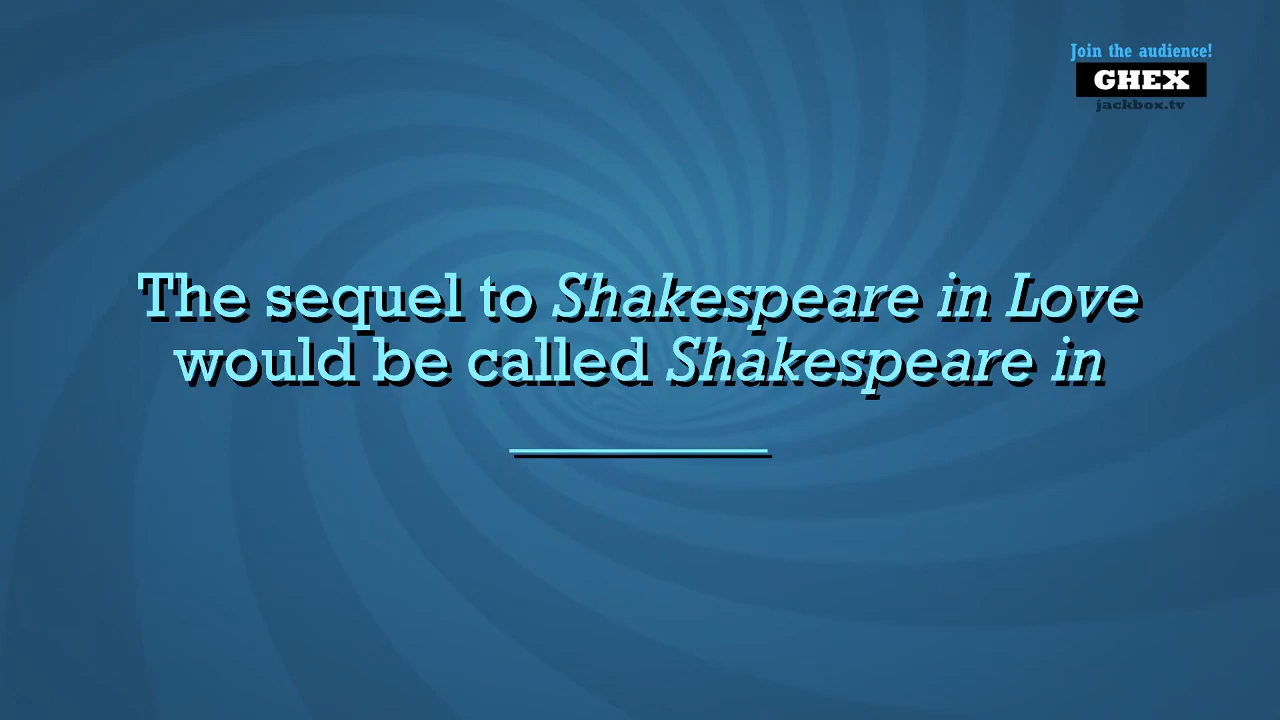 Join the audience!
GHEX
jackbox.tv
The sequel to Shakespeare in Love
would be called Shakespeare in